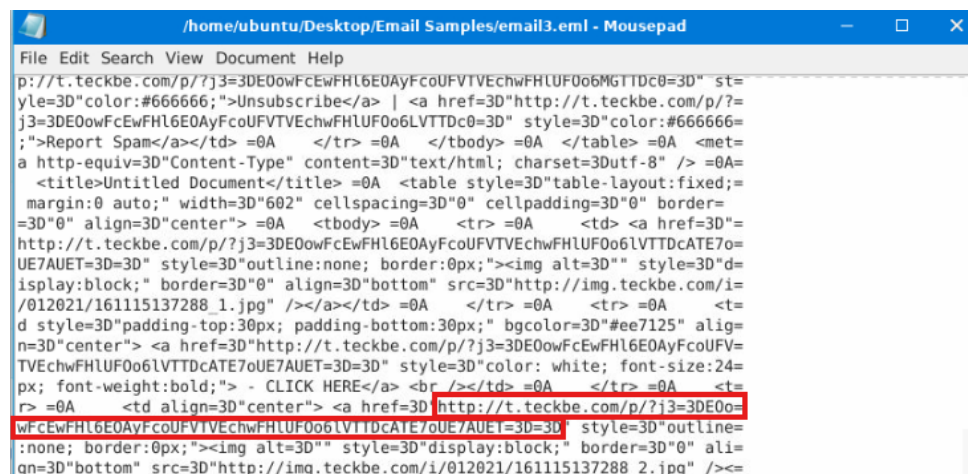 /home/ubuntu/Desktop/Email Samples/email3.eml - Mousepad
File Edit Search View Document Help
p://t.teckbe.com/p/?j3=3DEOowFcEwFHl6EOAyFcoUFVTVEchwFHlUFOo6MGTTDc0=3D" st=
yle=3D"color:#666666;">Unsubscribe</a> | <a href=3D"http://t.teckbe.com/p/?=
j3=3DEOowFcEwFHl6EOAyFcoUFVTVEchwFHlUFOo6LVTTDc0=3D" style=3D"color:#666666=
;">Report Spam</a></td> =0A    </tr> =0A   </tbody> =0A  </table> =0A  <met=
a http-equiv=3D"Content-Type" content=3D"text/html; charset=3Dutf-8" /> =0A=
  <title>Untitled Document</title> =0A  <table style=3D"table-layout:fixed;=
 margin:0 auto;" width=3D"602" cellspacing=3D"0" cellpadding=3D"0" border=
=3D"0" align=3D"center"> =0A   <tbody> =0A    <tr> =0A     <td> <a href=3D"=
http://t.teckbe.com/p/?j3=3DEOowFcEwFHl6EOAyFcoUFVTVEchwFHlUFOo6lVTTDcATE7o=
UE7AUET=3D=3D" style=3D"outline:none; border:0px;"><img alt=3D"" style=3D"d=
isplay:block;" border=3D"0" align=3D"bottom" src=3D"http://img.teckbe.com/i=
/012021/161115137288_1.jpg" /></a></td> =0A    </tr> =0A    <tr> =0A     <t=
d style=3D"padding-top:30px; padding-bottom:30px;" bgcolor=3D"#ee7125" alig=
n=3D"center"> <a href=3D"http://t.teckbe.com/p/?j3=3DEOowFcEwFHl6EOAyFcoUFV=
TVEchwFHlUFOo6lVTTDcATE7oUE7AUET=3D=3D" style=3D"color: white; font-size:24=
px; font-weight:bold;"> - CLICK HERE</a> <br /></td> =0A    </tr> =0A    <t=
r> =0A     <td align=3D"center"> <a href=3D"http://t.teckbe.com/p/?j3=3DEOo=
wFcEwFHl6EOAyFcoUFVTVEchwFHlUFOo6lVTTDcATE7oUE7AUET=3D=3D" style=3D"outline=
:none; border:0px;"><img alt=3D"" style=3D"display:block;" border=3D"0" ali=
gn=3D"bottom" src=3D"http://img.teckbe.com/i/012021/161115137288_2.jpg" /><=